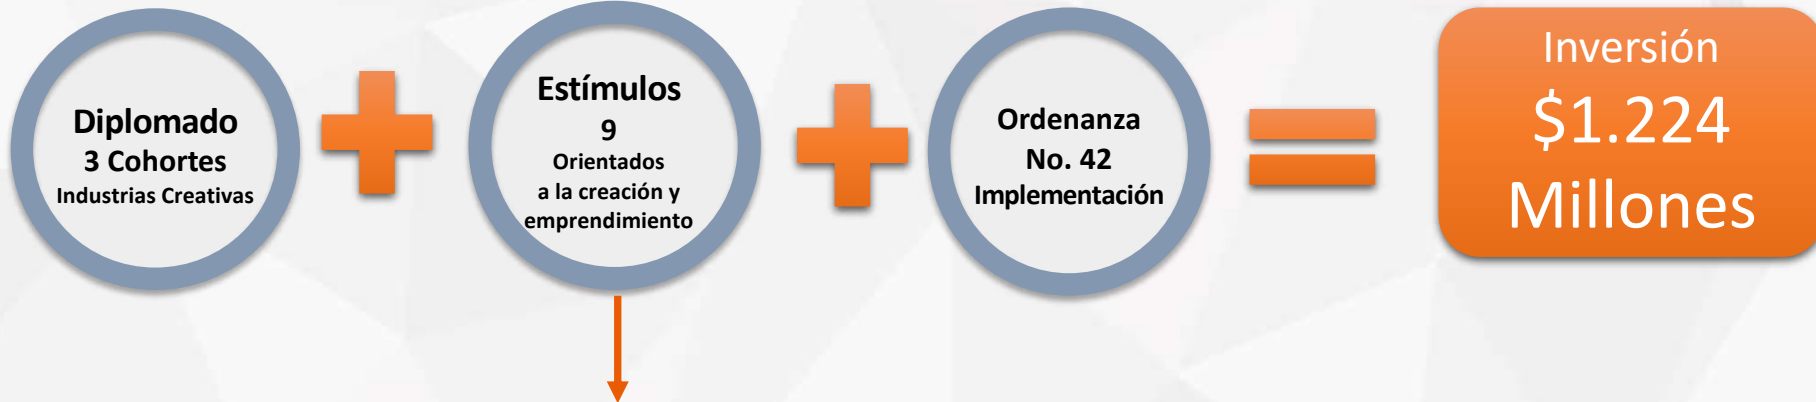 Diplomado
3 Cohortes
Industrias Creativas
Estímulos
9
Orientados
a la creación y
emprendimiento
Ordenanza
No. 42
Implementación
Inversión
$1.224
Millones